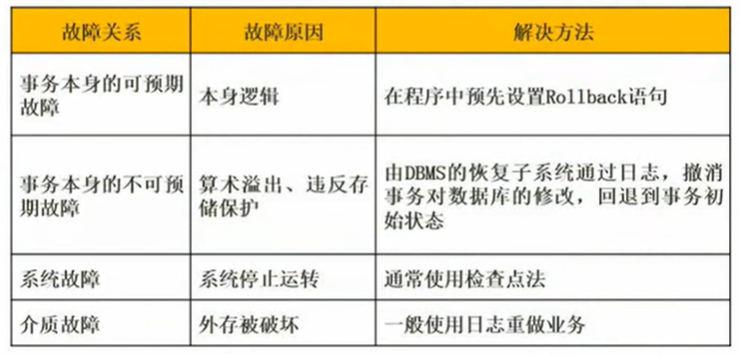 故障关系 故障原因 解决方法
事务本身的可预期
故障
本身逻辑
在程序中预先设置Rollback语句
事务本身的不可预
期故障
算术溢出、违反存
储保护
由DBMS的恢复子系统通过日志，撤消
事务对数据库的修改，回退到事务初
始状态
系统故障 系统停止运转 通常使用检查点法
介质故障 外存被破坏 一般使用日志重做业务